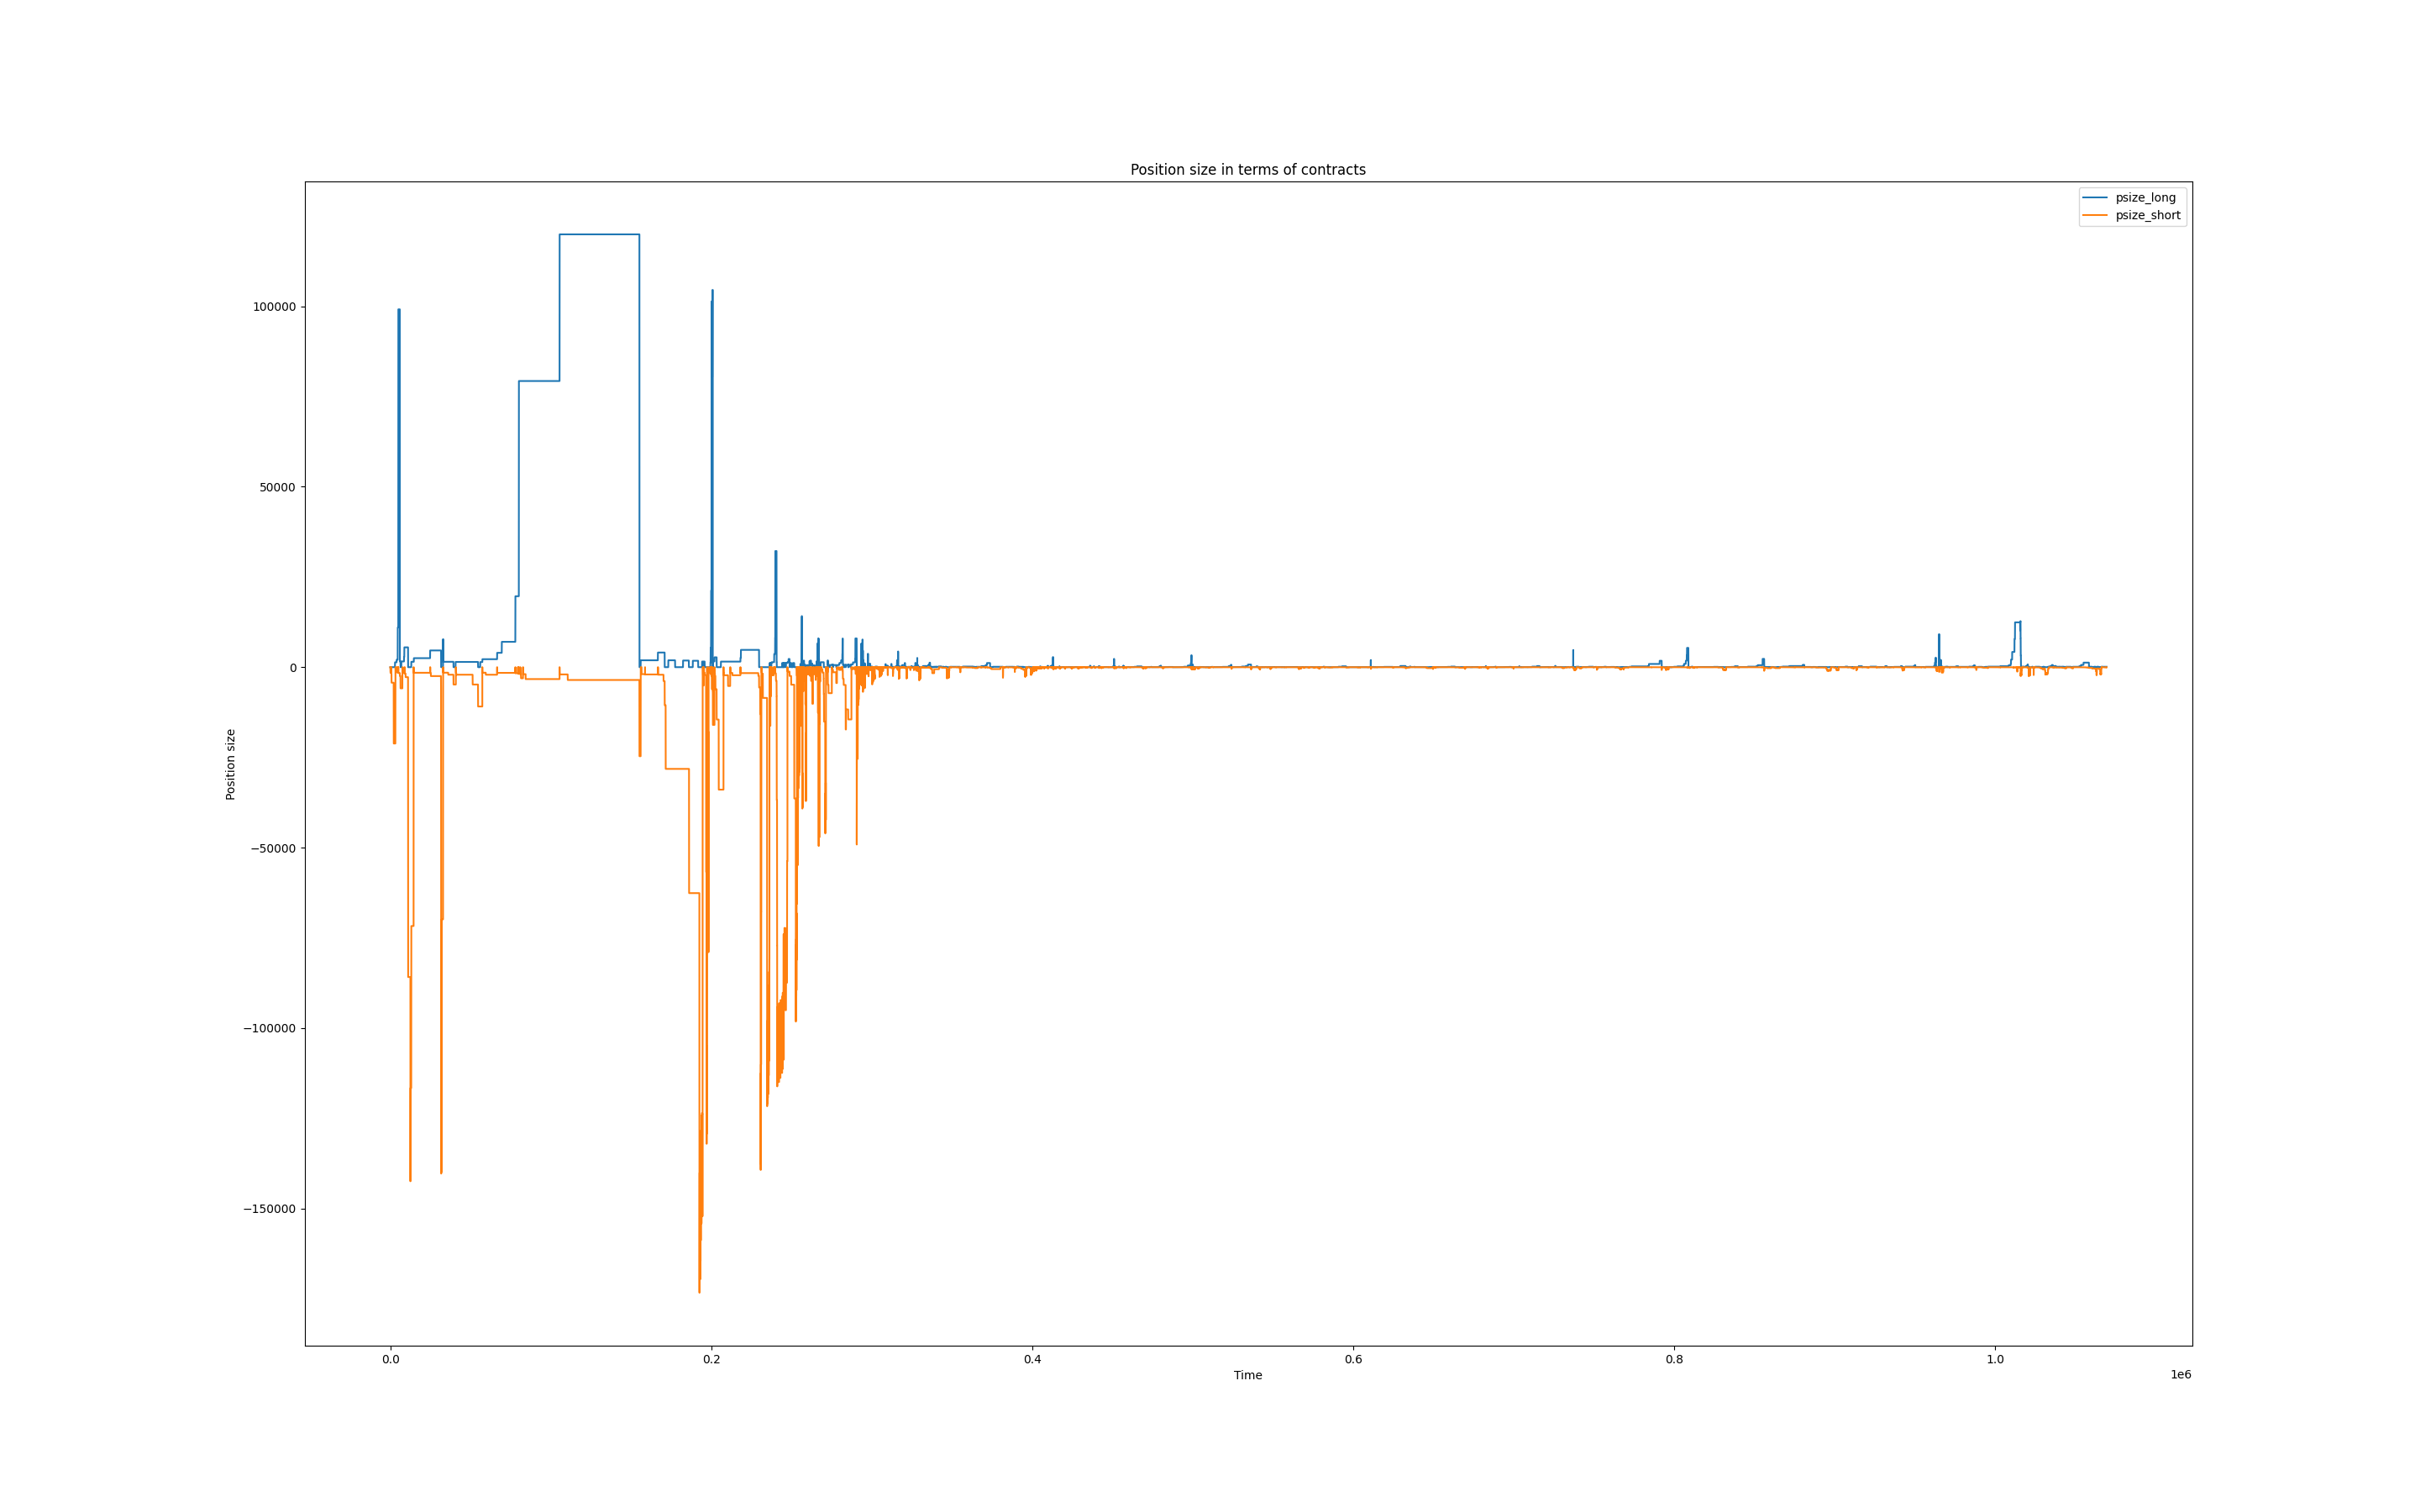 Position size in terms of contracts
psize_long
psize_short
100000
50000
0
−50000
−100000
−150000
Position size
0.0
0.2
0.4
0.6
0.8
1.0
Time
1e6